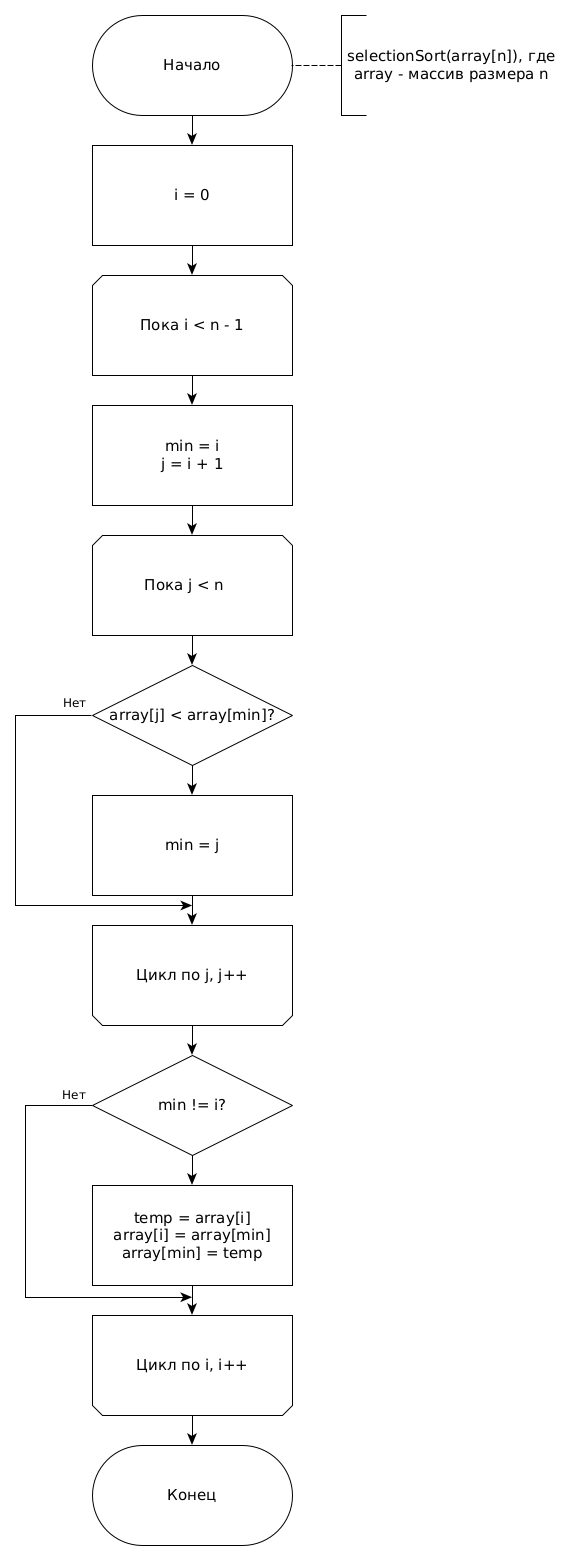 Начало
selectionSort(array[n]), где
array - массив размера n
i = 0
Пока i < n - 1
min = i
j = i + 1
Пока j < n
Нет
array[j] < array[min]?
min = j
Цикл по j, j++
Нет
min != i?
temp = array[i]
array[i] = array[min]
array[min] = temp
Цикл по i, i++
Конец